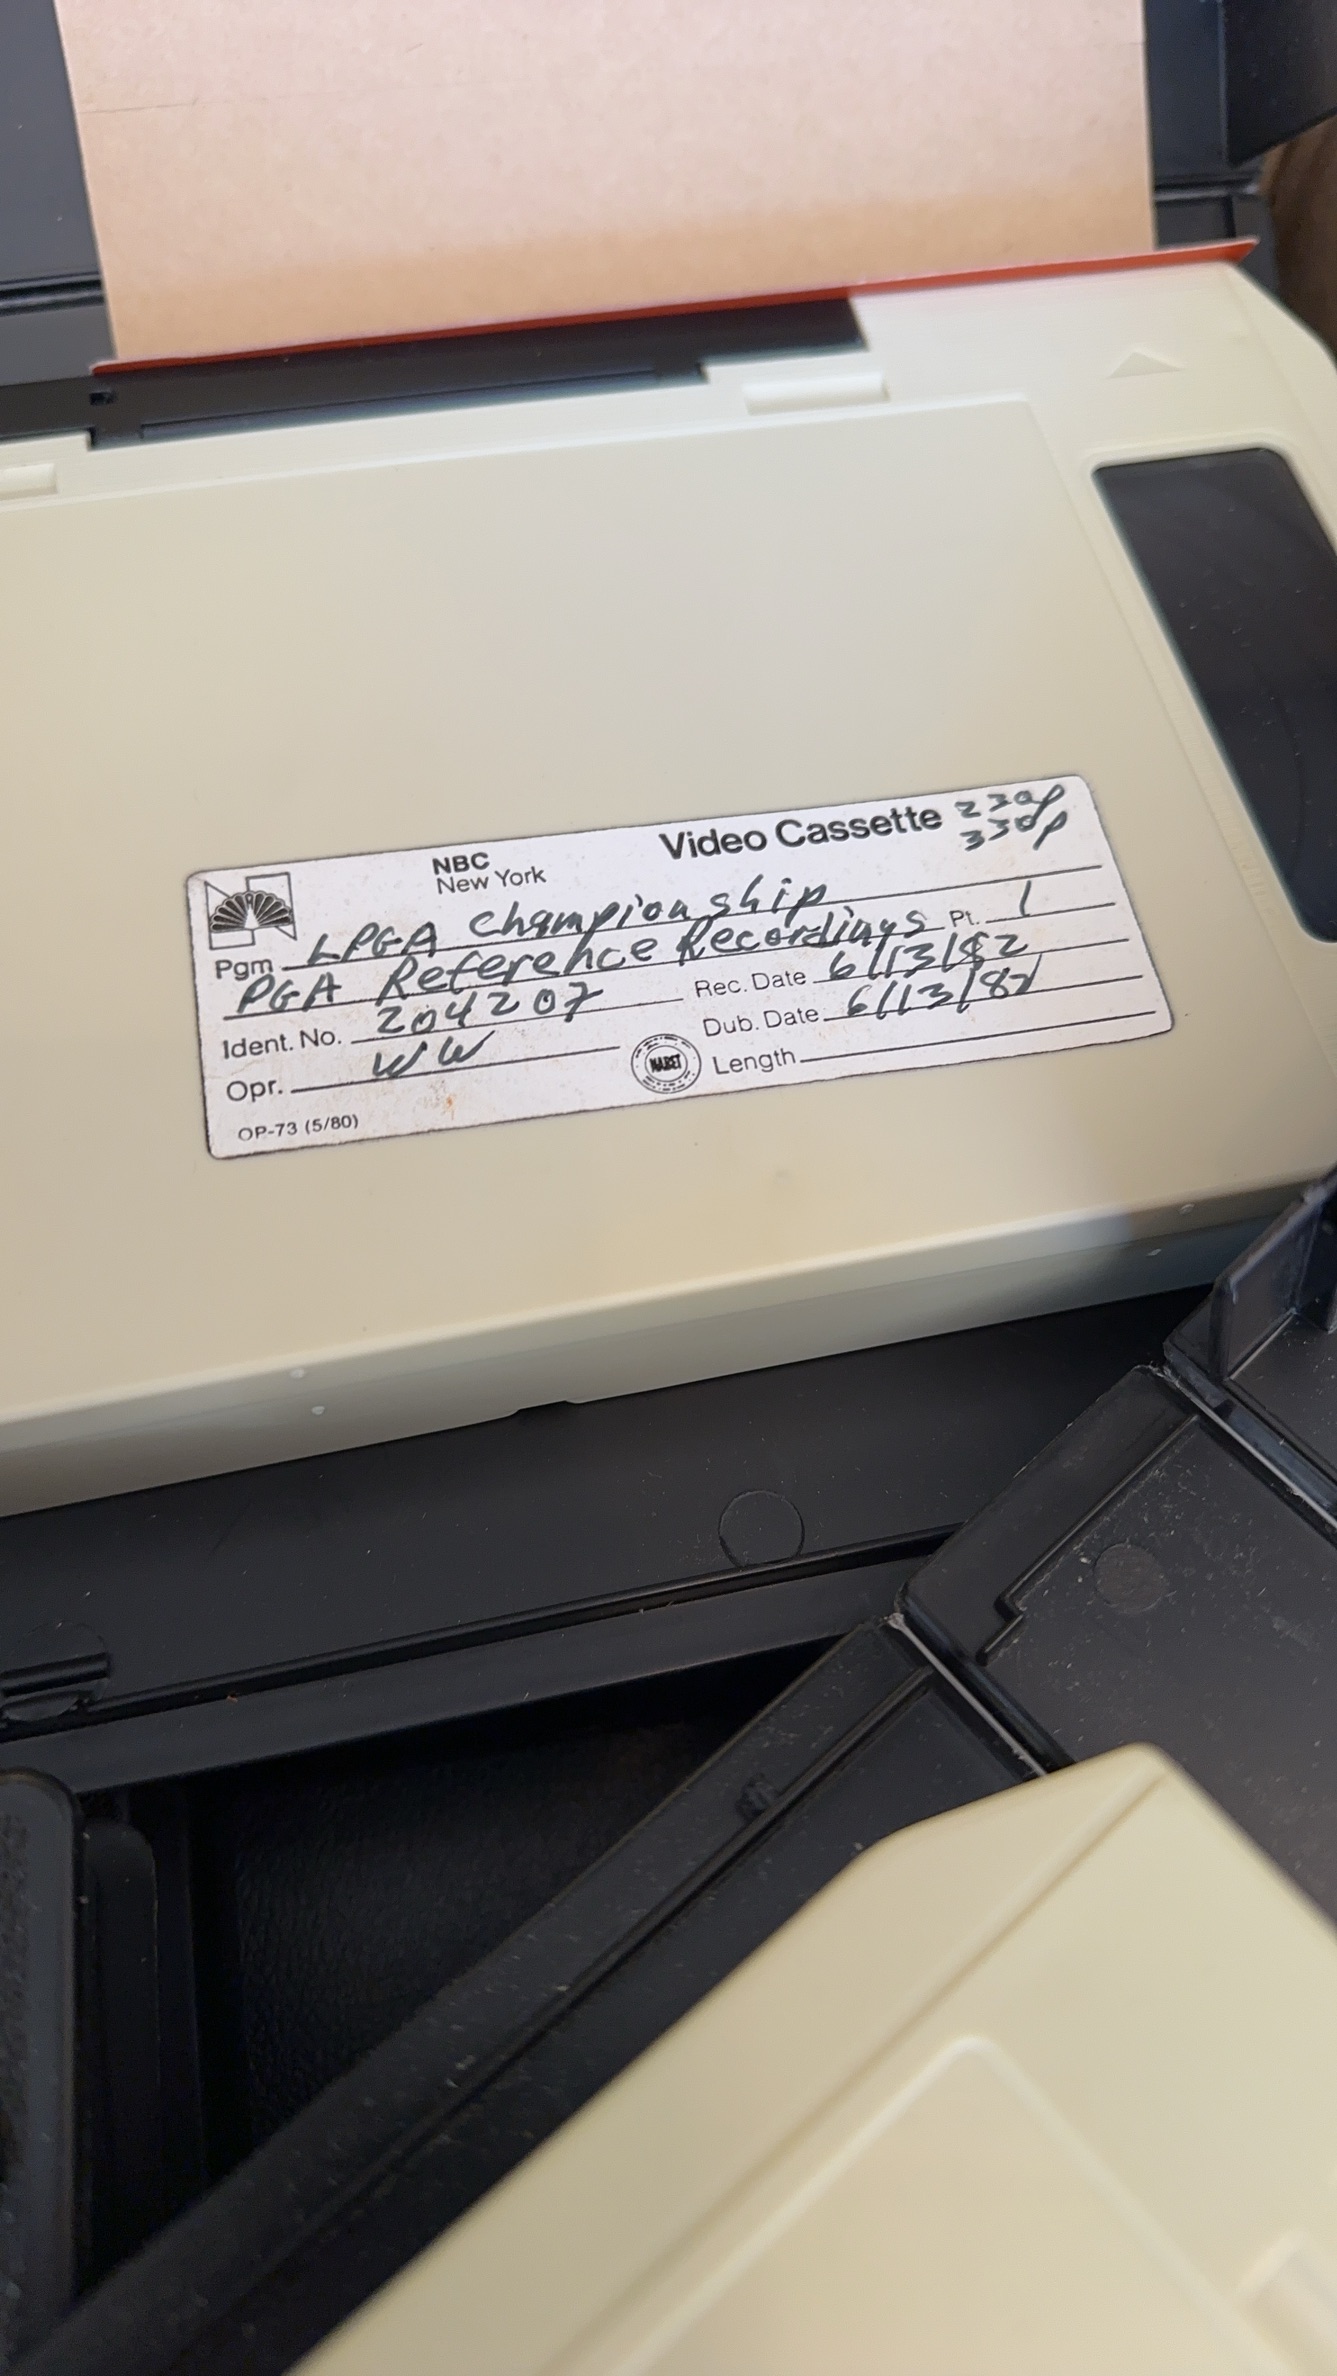 NBC
New York
Video Cassette 230p
330p
Pgm LPGA Championship
PGA Reference Recordings Pt. 1
Ident. No. 204207 Rec. Date 6/13/82
Opr. WW Dub. Date 6/13/82
NABET Length
OP-73 (5/80)